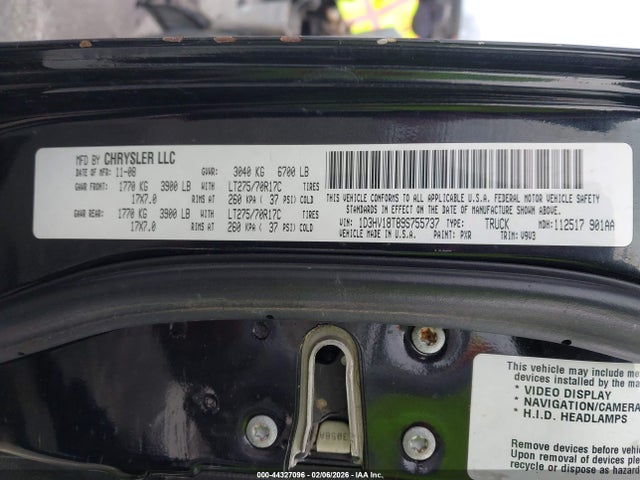 MFD BY CHRYSLER LLC
DATE OF MFR: 11-08 GVWR: 3040 KG 6700 LB
GAWR FRONT: 1770 KG 3900 LB WITH LT275/70R17C TIRES
17X7.0 RIMS AT 260 KPA ( 37 PSI) COLD
GAWR REAR: 1770 KG 3900 LB WITH LT275/70R17C TIRES
17X7.0 RIMS AT 260 KPA ( 37 PSI) COLD
THIS VEHICLE CONFORMS TO ALL APPLICABLE U.S.A. FEDERAL MOTOR VEHICLE SAFETY
STANDARDS IN EFFECT ON THE DATE OF MANUFACTURE SHOWN ABOVE.
VIN: 1D3HV18T89S755737 TYPE: TRUCK MDH: 112517 901AA
VEHICLE MADE IN U.S.A. PAINT: PXR TRIM: V9V3
This vehicle may include
devices installed by the
* VIDEO DISPLAY
* NAVIGATION/CAMERA
* H.I.D. HEADLAMPS
Remove devices before
Upon removal of
recycle or dispose as hazard
000-44327096 - 02/06/2026 - IAA, Inc.